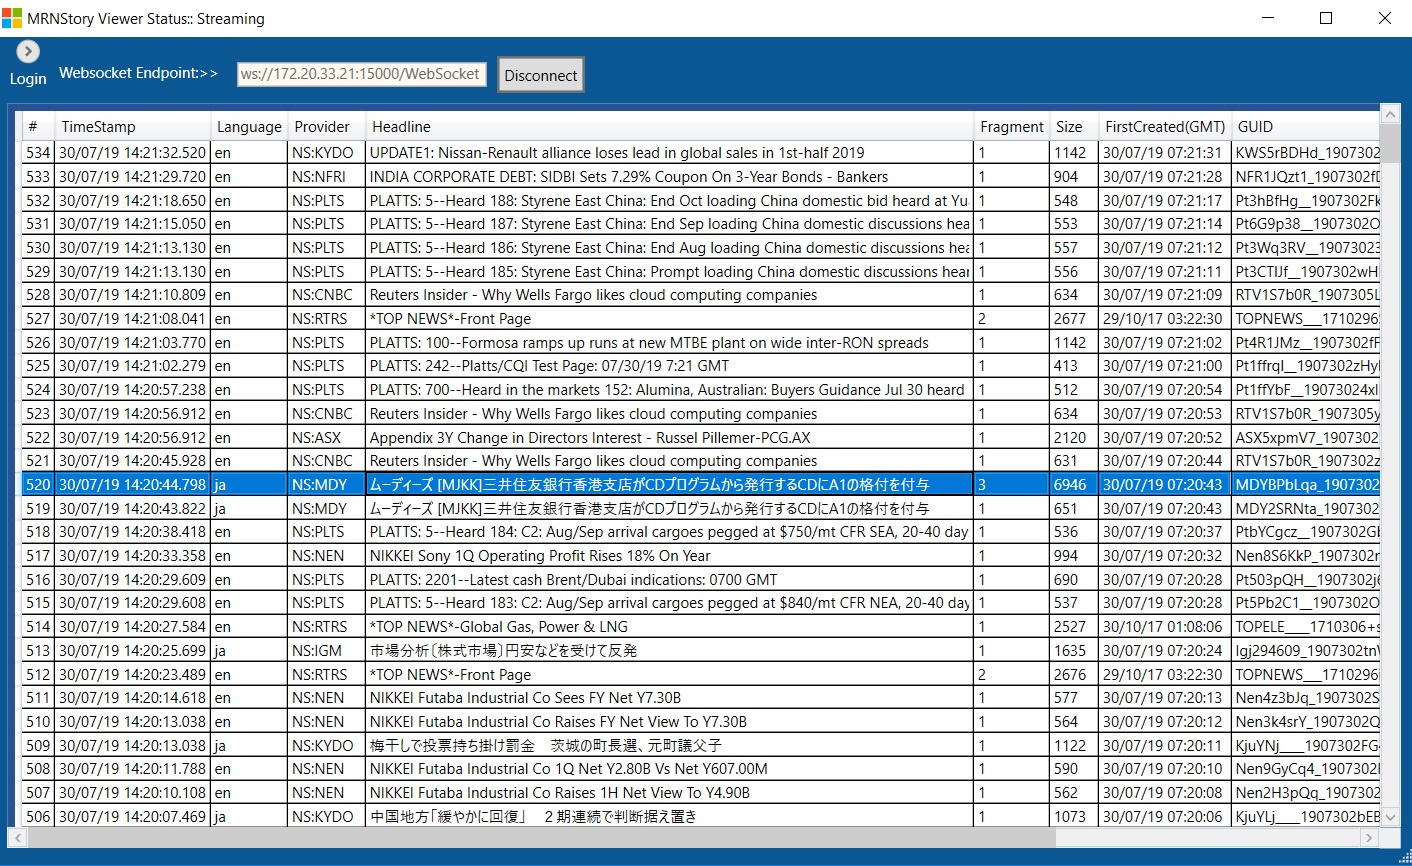 MRNStory Viewer Status:: Streaming
Login Websocket Endpoint:>> ws://172.20.33.21:15000/WebSocket Disconnect
# TimeStamp Language Provider Headline Fragment Size FirstCreated(GMT) GUID
534 30/07/19 14:21:32.520 en NS:KYDO UPDATE1: Nissan-Renault alliance loses lead in global sales in 1st-half 2019 1 1142 30/07/19 07:21:31 KWS5rBDHd_1907302
533 30/07/19 14:21:29.720 en NS:NFRI INDIA CORPORATE DEBT: SIDBI Sets 7.29% Coupon On 3-Year Bonds - Bankers 1 904 30/07/19 07:21:28 NFR1JQzt1_1907302fD
532 30/07/19 14:21:18.650 en NS:PLTS PLATTS: 5--Heard 188: Styrene East China: End Oct loading China domestic bid heard at Yua 1 548 30/07/19 07:21:17 Pt3hBfHg__1907302Fk
531 30/07/19 14:21:15.050 en NS:PLTS PLATTS: 5--Heard 187: Styrene East China: End Sep loading China domestic discussions hea 1 553 30/07/19 07:21:14 Pt6G9p38__1907302O
530 30/07/19 14:21:13.130 en NS:PLTS PLATTS: 5--Heard 186: Styrene East China: End Aug loading China domestic discussions hea 1 557 30/07/19 07:21:12 Pt3Wq3RV__19073023
529 30/07/19 14:21:13.130 en NS:PLTS PLATTS: 5--Heard 185: Styrene East China: Prompt loading China domestic discussions hear 1 556 30/07/19 07:21:11 Pt3CTIJf__1907302wH
528 30/07/19 14:21:10.809 en NS:CNBC Reuters Insider - Why Wells Fargo likes cloud computing companies 1 634 30/07/19 07:21:09 RTV1S7b0R_1907305L
527 30/07/19 14:21:08.041 en NS:RTRS *TOP NEWS*-Front Page 2 2677 29/10/17 03:22:30 TOPNEWS___1710296
526 30/07/19 14:21:03.770 en NS:PLTS PLATTS: 100--Formosa ramps up runs at new MTBE plant on wide inter-RON spreads 1 1142 30/07/19 07:21:02 Pt4R1JMz__1907302fF
525 30/07/19 14:21:02.279 en NS:PLTS PLATTS: 242--Platts/CQI Test Page: 07/30/19 7:21 GMT 1 413 30/07/19 07:21:00 Pt1ffrqI__1907302zHy
524 30/07/19 14:20:57.238 en NS:PLTS PLATTS: 700--Heard in the markets 152: Alumina, Australian: Buyers Guidance Jul 30 heard 1 512 30/07/19 07:20:54 Pt1ffYbF__19073024xI
523 30/07/19 14:20:56.912 en NS:CNBC Reuters Insider - Why Wells Fargo likes cloud computing companies 1 634 30/07/19 07:20:53 RTV1S7b0R_1907305y
522 30/07/19 14:20:56.912 en NS:ASX Appendix 3Y Change in Directors Interest - Russel Pillemer-PCG.AX 1 2120 30/07/19 07:20:52 ASX5xpmV7_1907302
521 30/07/19 14:20:45.928 en NS:CNBC Reuters Insider - Why Wells Fargo likes cloud computing companies 1 631 30/07/19 07:20:44 RTV1S7b0R_1907302z
520 30/07/19 14:20:44.798 ja NS:MDY ムーディーズ [MJKK]三井住友銀行香港支店がCDプログラムから発行するCDにA1の格付を付与 3 6946 30/07/19 07:20:43 MDYBPbLqa_1907302
519 30/07/19 14:20:43.822 ja NS:MDY ムーディーズ [MJKK]三井住友銀行香港支店がCDプログラムから発行するCDにA1の格付を付与 1 651 30/07/19 07:20:43 MDY2SRNta_1907302
518 30/07/19 14:20:38.418 en NS:PLTS PLATTS: 5--Heard 184: C2: Aug/Sep arrival cargoes pegged at $750/mt CFR SEA, 20-40 day 1 536 30/07/19 07:20:37 PtbYCgcz__1907302Gb
517 30/07/19 14:20:33.358 en NS:NEN NIKKEI Sony 1Q Operating Profit Rises 18% On Year 1 994 30/07/19 07:20:32 Nen8S6KkP_1907302r
516 30/07/19 14:20:29.609 en NS:PLTS PLATTS: 2201--Latest cash Brent/Dubai indications: 0700 GMT 1 690 30/07/19 07:20:28 Pt503pQH__1907302j6
515 30/07/19 14:20:29.608 en NS:PLTS PLATTS: 5--Heard 183: C2: Aug/Sep arrival cargoes pegged at $840/mt CFR NEA, 20-40 day 1 537 30/07/19 07:20:28 Pt5Pb2C1__1907302O
514 30/07/19 14:20:27.584 en NS:RTRS *TOP NEWS*-Global Gas, Power & LNG 1 2527 30/10/17 01:08:06 TOPELE____1710306+s
513 30/07/19 14:20:25.699 ja NS:IGM 市場分析〔株式市場〕円安などを受けて反発 1 1635 30/07/19 07:20:24 Igj294609_1907302tn
512 30/07/19 14:20:23.489 en NS:RTRS *TOP NEWS*-Front Page 2 2676 29/10/17 03:22:30 TOPNEWS___1710296
511 30/07/19 14:20:14.618 en NS:NEN NIKKEI Futaba Industrial Co Sees FY Net Y7.30B 1 577 30/07/19 07:20:13 Nen4z3bJq_1907302S
510 30/07/19 14:20:13.038 en NS:NEN NIKKEI Futaba Industrial Co Raises FY Net View To Y7.30B 1 564 30/07/19 07:20:12 Nen3k4srY_1907302Q
509 30/07/19 14:20:13.038 ja NS:KYDO 梅干しで投票持ち掛け罰金　茨城の町長選、元町議父子 1 1122 30/07/19 07:20:11 KjuYNj____1907302FG
508 30/07/19 14:20:11.788 en NS:NEN NIKKEI Futaba Industrial Co 1Q Net Y2.80B Vs Net Y607.00M 1 590 30/07/19 07:20:10 Nen9GyCq4_1907302
507 30/07/19 14:20:10.108 en NS:NEN NIKKEI Futaba Industrial Co Raises 1H Net View To Y4.90B 1 562 30/07/19 07:20:08 Nen2H3pQq_1907302
506 30/07/19 14:20:07.469 ja NS:KYDO 中国地方「緩やかに回復」　２期連続で判断据え置き 1 1073 30/07/19 07:20:06 KjuYLj____1907302bEB